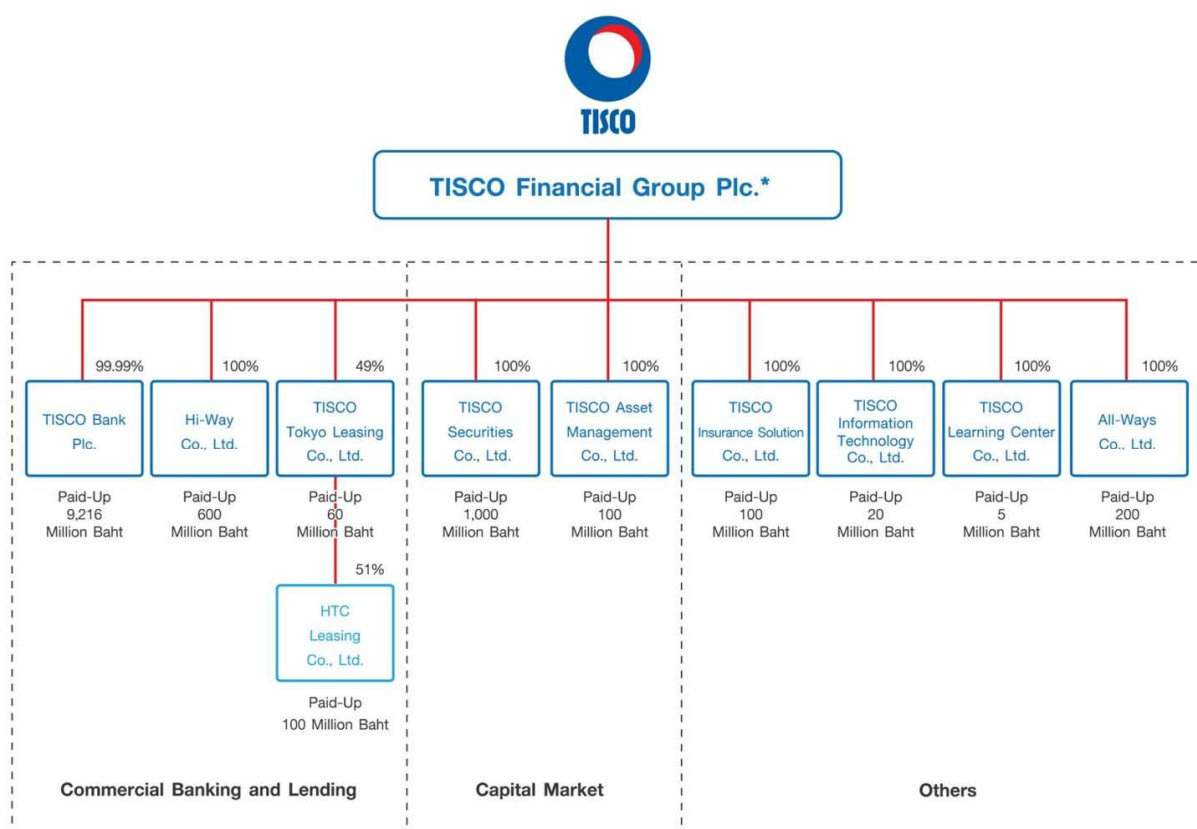 TISCO
TISCO Financial Group Plc.*
99.99%
TISCO Bank
Plc.
Paid-Up
9,216
Million Baht
100%
Hi-Way
Co., Ltd.
Paid-Up
600
Million Baht
49%
TISCO
Tokyo Leasing
Co., Ltd.
Paid-Up
60
Million Baht
51%
HTC
Leasing
Co., Ltd.
Paid-Up
100 Million Baht
Commercial Banking and Lending
100%
TISCO
Securities
Co., Ltd.
Paid-Up
1,000
Million Baht
100%
TISCO Asset
Management
Co., Ltd.
Paid-Up
100
Million Baht
Capital Market
100%
TISCO
Insurance Solution
Co., Ltd.
Paid-Up
100
Million Baht
100%
TISCO
Information
Technology
Co., Ltd.
Paid-Up
20
Million Baht
100%
TISCO
Learning Center
Co., Ltd.
Paid-Up
5
Million Baht
100%
All-Ways
Co., Ltd.
Paid-Up
200
Million Baht
Others